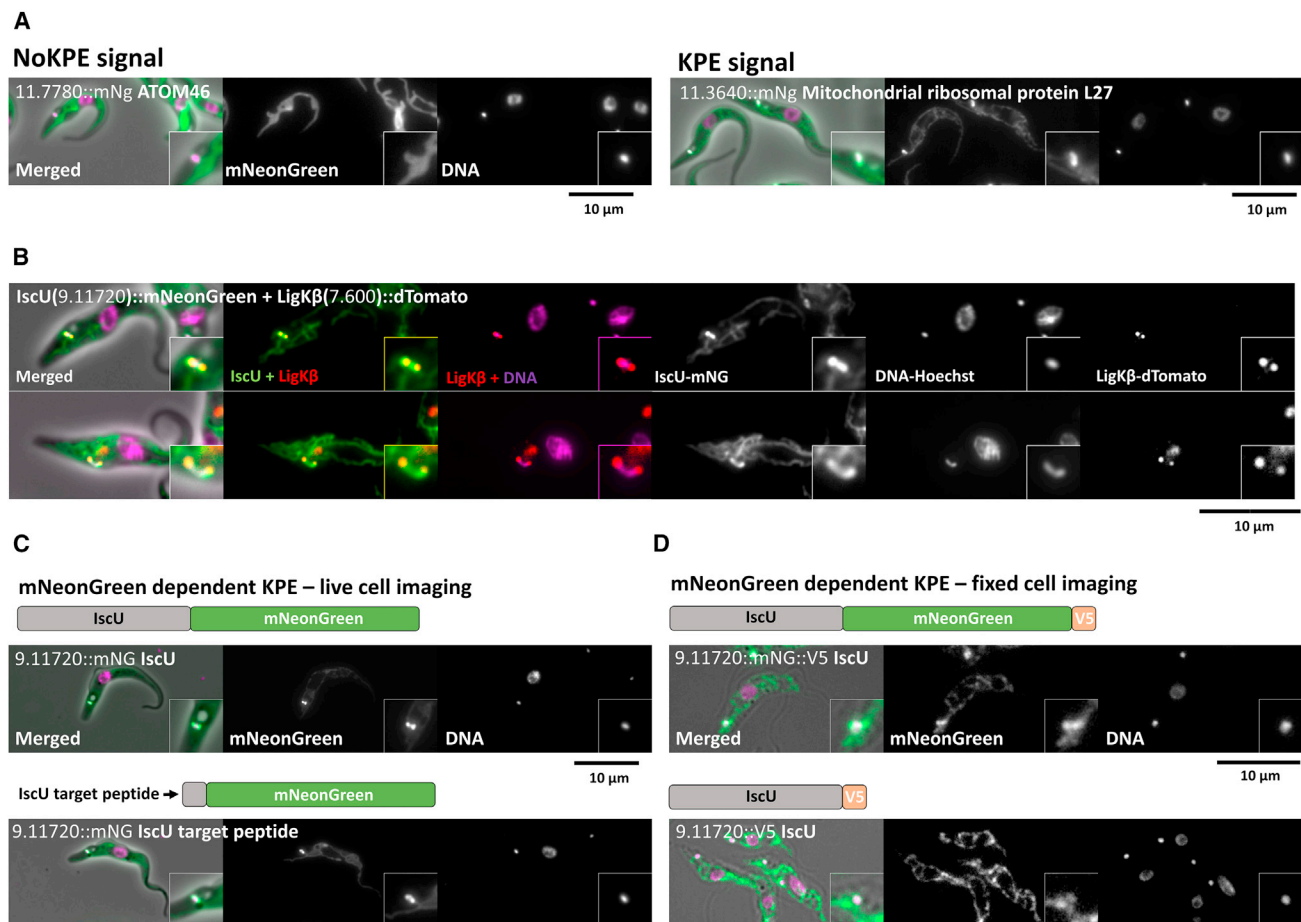 A
NoKPE signal
KPE signal
11.7780::mNg ATOM46
Merged
mNeonGreen
DNA
10 µm
11.3640::mNg Mitochondrial ribosomal protein L27
10 µm
B
IscU(9.11720)::mNeonGreen + LigKβ(7.600)::dTomato
Merged
IscU + LigKβ
LigKβ + DNA
IscU-mNG
DNA-Hoechst
LigKβ-dTomato
10 µm
C
mNeonGreen dependent KPE – live cell imaging
IscU
mNeonGreen
9.11720::mNG IscU
Merged
mNeonGreen
DNA
10 µm
IscU target peptide
mNeonGreen
9.11720::mNG IscU target peptide
D
mNeonGreen dependent KPE – fixed cell imaging
IscU
mNeonGreen
V5
9.11720::mNG::V5 IscU
Merged
mNeonGreen
DNA
10 µm
IscU
V5
9.11720::V5 IscU